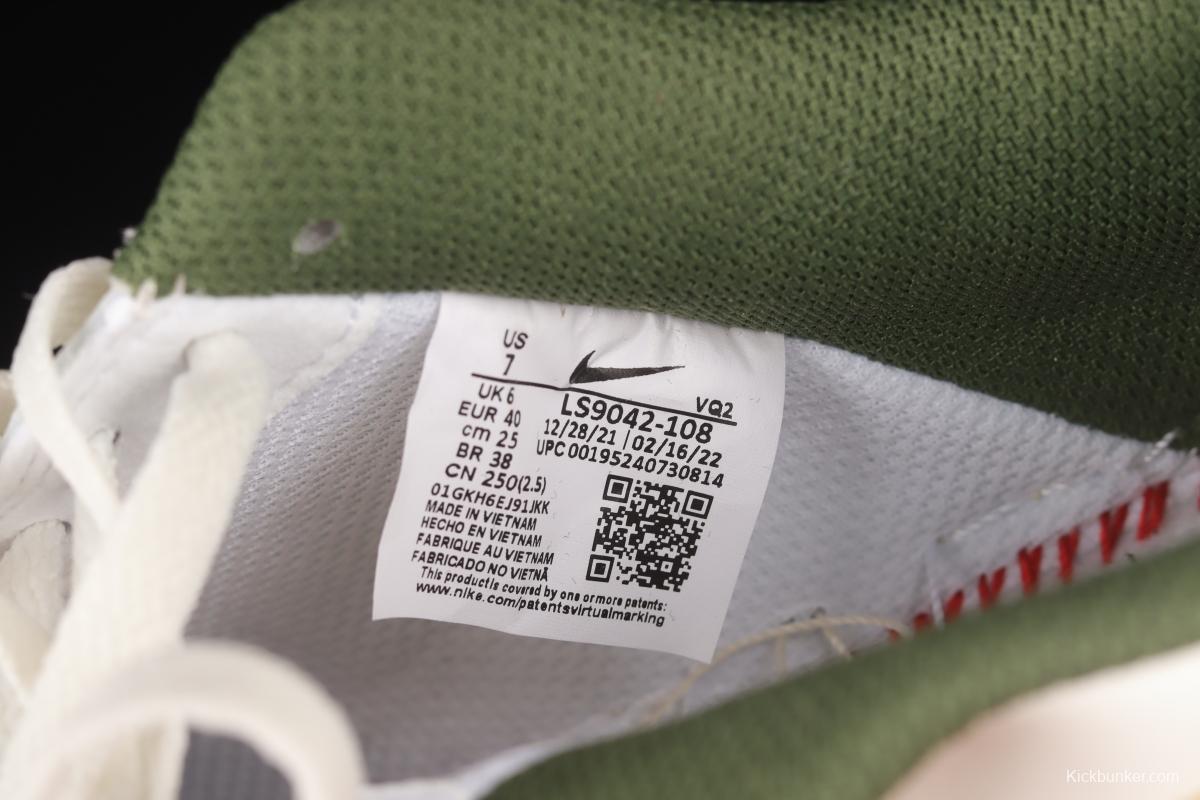 US
7
UK 6
EUR 40
cm 25
BR 38
CN 250(2.5)
VQ2
LS9042-108
12/28/21 | 02/16/22
UPC 00195240730814
01GKH6EJ91JKK
MADE IN VIETNAM
HECHO EN VIETNAM
FABRIQUE AU VIETNAM
FABRICADO NO VIETNÃ
This product is covered by one or more patents:
www.nike.com/patentsvirtualmarking
Kickbunker.com